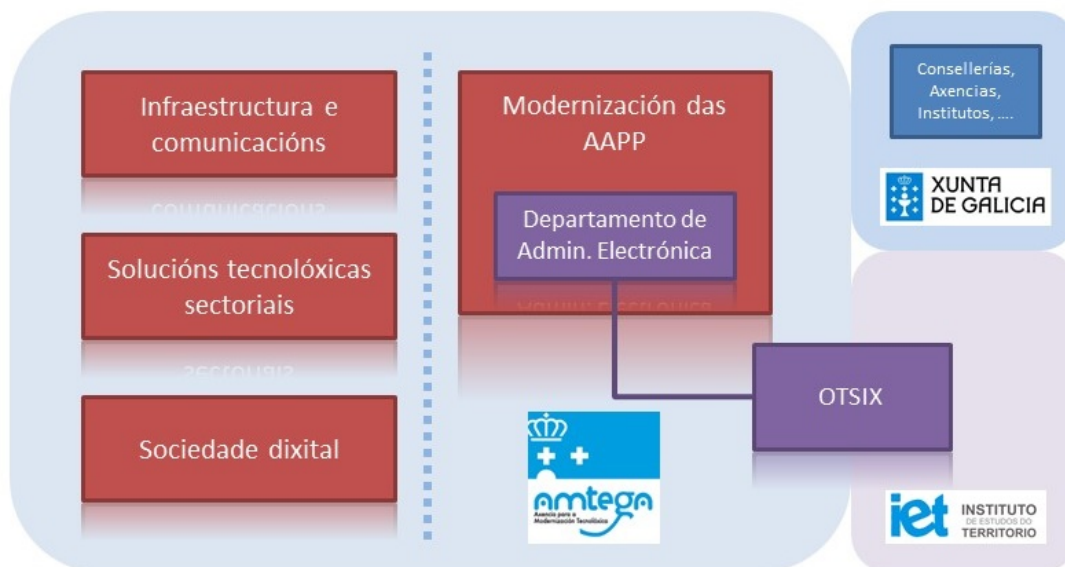 Infraestructura e
comunicacións
Solucións tecnolóxicas
sectoriais
Sociedade dixital
Modernización das
AAPP
Departamento de
Admin. Electrónica
OTSIX
amtega
Axencia para a
Modernización Tecnolóxica
Consellerías,
Axencias,
Institutos, ....
XUNTA
DE GALICIA
iet
INSTITUTO
DE ESTUDOS DO
TERRITORIO